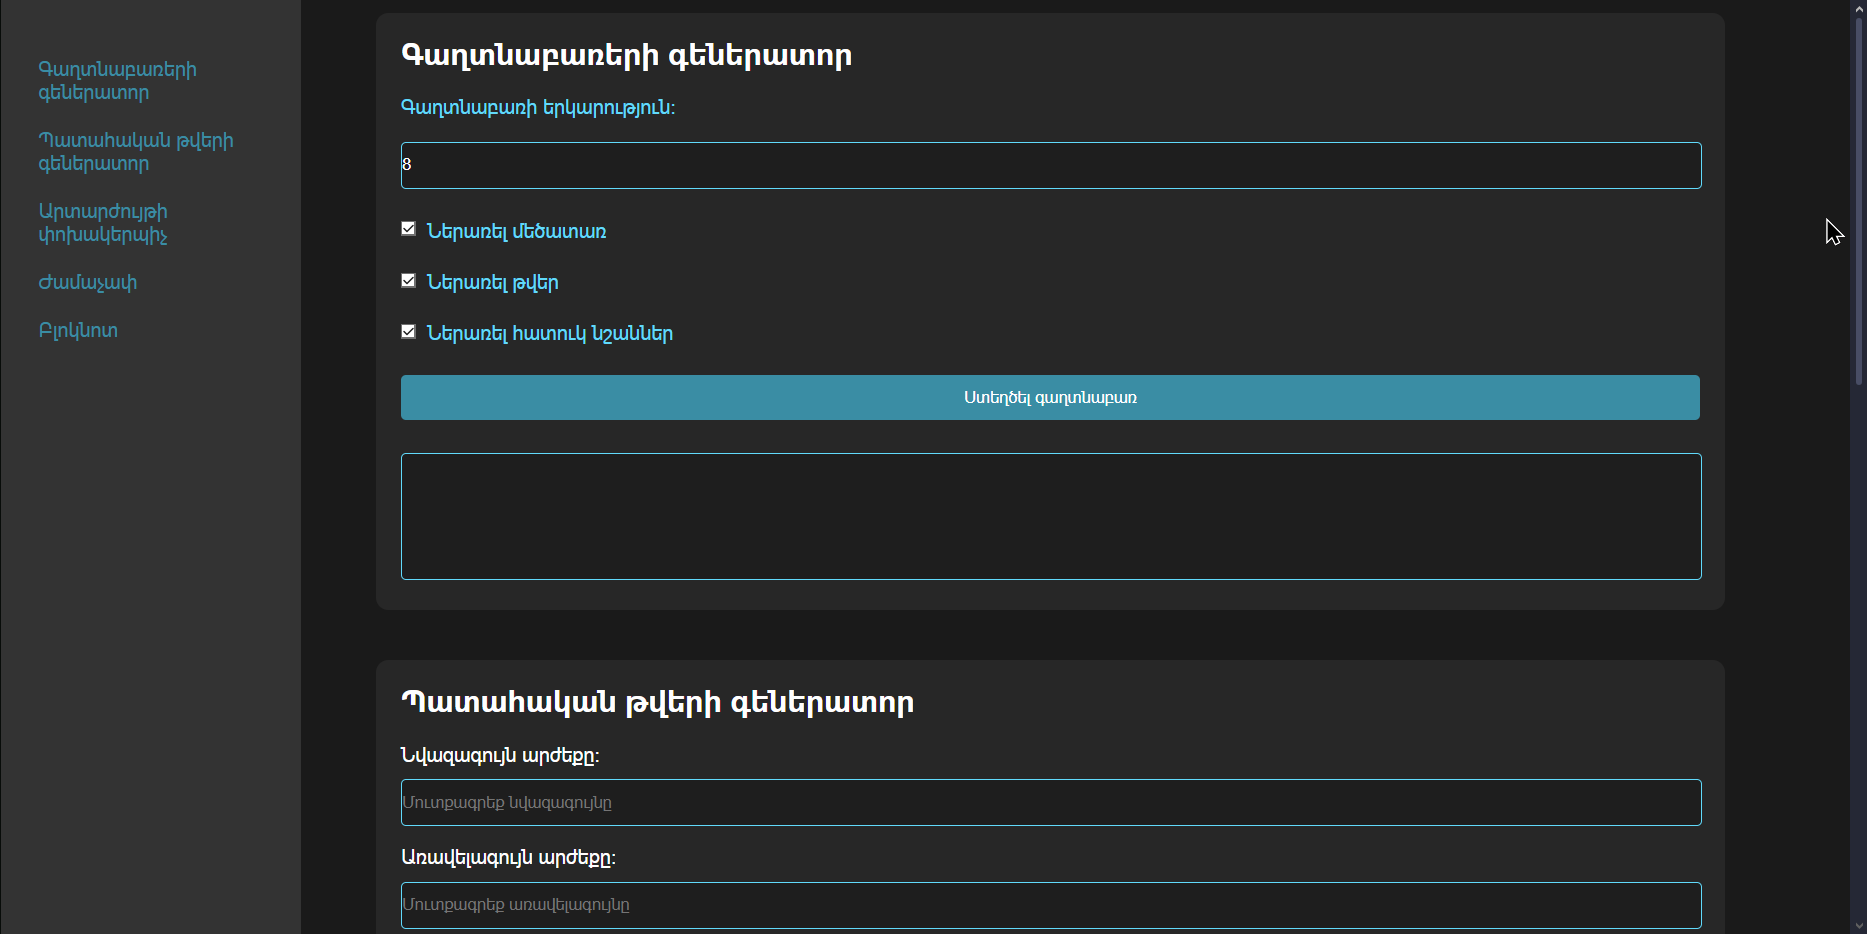 Գաղտնաբառերի
գեներատոր
Պատահական թվերի
գեներատոր
Արտարժույթի
փոխակերպիչ
Ժամաչափ
Բլոկնոտ
Գաղտնաբառերի գեներատոր
Գաղտնաբառի երկարություն:
8
Ներառել մեծատառ
Ներառել թվեր
Ներառել հատուկ նշաններ
Ստեղծել գաղտնաբառ
Պատահական թվերի գեներատոր
Նվազագույն արժեքը:
Մուտքագրեք նվազագույնը
Առավելագույն արժեքը:
Մուտքագրեք առավելագույնը